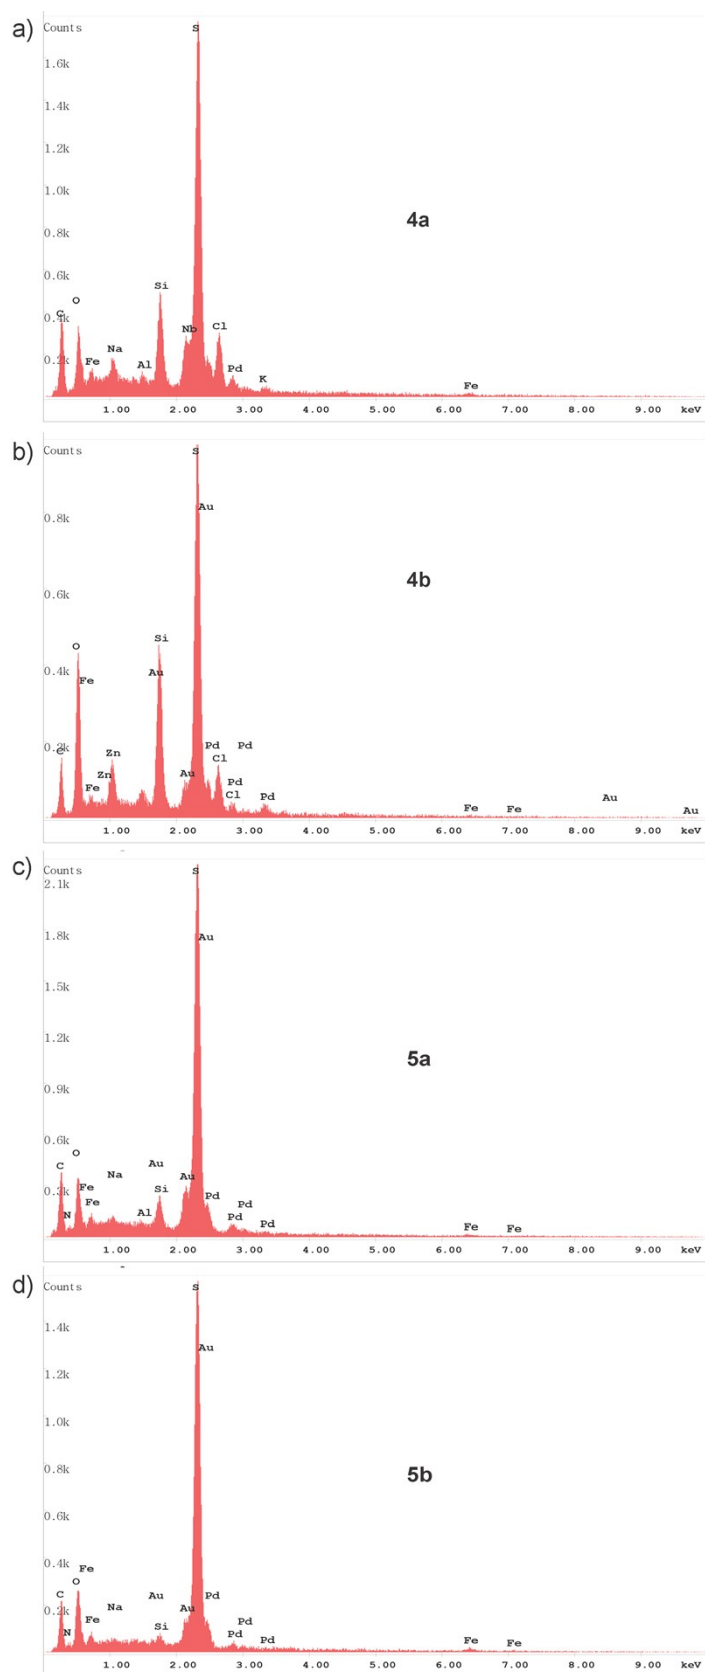 a)
Counts
S
1.6k
1.4k
1.2k
1.0k
0.8k
4a
0.6k
Si
O
C
0.4k
Nb
Cl
Na
0.2k
Fe
Al
Pd
K
Fe
1.00 2.00 3.00 4.00 5.00 6.00 7.00 8.00 9.00 keV
b)
Counts
S
Au
0.8k
4b
0.6k
O
Si
0.4k
Au
Fe
0.2k
C
Zn
Pd
Pd
Cl
Zn
Au
Pd
Fe
Cl
Pd
Au
Fe
Fe
Au
1.00 2.00 3.00 4.00 5.00 6.00 7.00 8.00 9.00 keV
c)
Counts
S
2.1k
Au
1.8k
1.5k
1.2k
5a
0.9k
0.6k
O
C
Au
Na
Au
Fe
Si
0.3k
Pd
Fe
Pd
N
Al
Pd
Pd
Fe
Fe
1.00 2.00 3.00 4.00 5.00 6.00 7.00 8.00 9.00 keV
d)
Counts
S
1.4k
Au
1.2k
1.0k
5b
0.8k
0.6k
0.4k
Fe
O
C
Au
Pd
0.2k
Na
Au
Fe
Pd
Si
N
Pd
Pd
Fe
Fe
1.00 2.00 3.00 4.00 5.00 6.00 7.00 8.00 9.00 keV